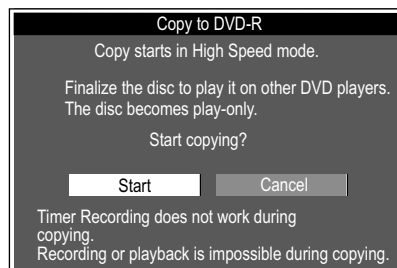 Copy to DVD-R
Copy starts in High Speed mode.
Finalize the disc to play it on other DVD players.
The disc becomes play-only.
Start copying?
Start Cancel
Timer Recording does not work during
copying.
Recording or playback is impossible during copying.